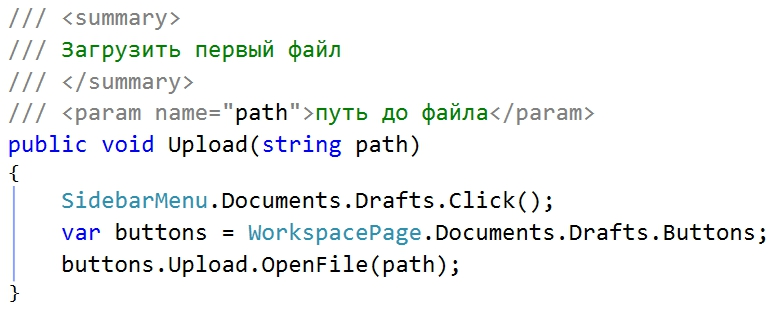 /// <summary>
/// Загрузить первый файл
/// </summary>
/// <param name="path">путь до файла</param>
public void Upload(string path)
{
    SidebarMenu.Documents.Drafts.Click();
    var buttons = WorkspacePage.Documents.Drafts.Buttons;
    buttons.Upload.OpenFile(path);
}